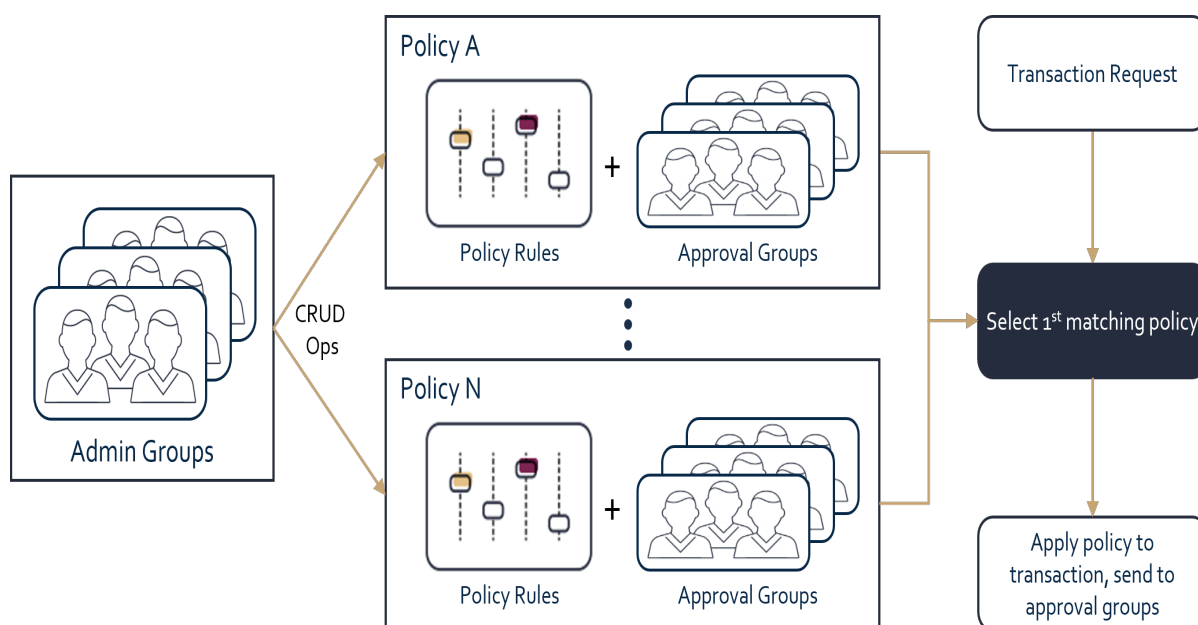 Policy A
Transaction Request
+
Policy Rules
Approval Groups
CRUD
Ops
Select 1st matching policy
Policy N
Admin Groups
+
Policy Rules
Approval Groups
Apply policy to
transaction, send to
approval groups